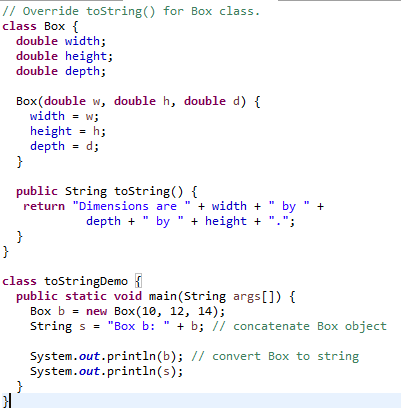 // Override toString() for Box class.
class Box {
  double width;
  double height;
  double depth;

  Box(double w, double h, double d) {
    width = w;
    height = h;
    depth = d;
  }

  public String toString() {
   return "Dimensions are " + width + " by " +
            depth + " by " + height + ".";
  }
}

class toStringDemo {
  public static void main(String args[]) {
    Box b = new Box(10, 12, 14);
    String s = "Box b: " + b; // concatenate Box object

    System.out.println(b); // convert Box to string
    System.out.println(s);
  }
}